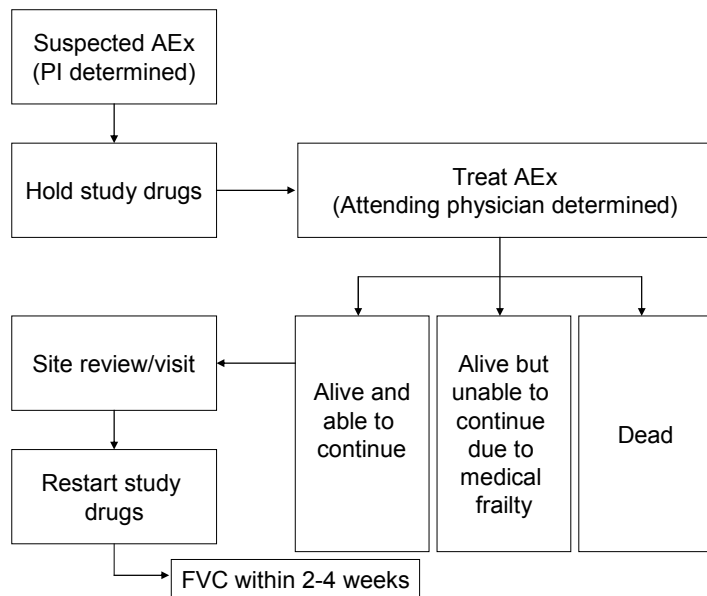 Suspected AEx
(PI determined)
Hold study drugs
Treat AEx
(Attending physician determined)
Site review/visit
Alive and
able to
continue
Alive but
unable to
continue
due to
medical
frailty
Dead
Restart study
drugs
FVC within 2-4 weeks